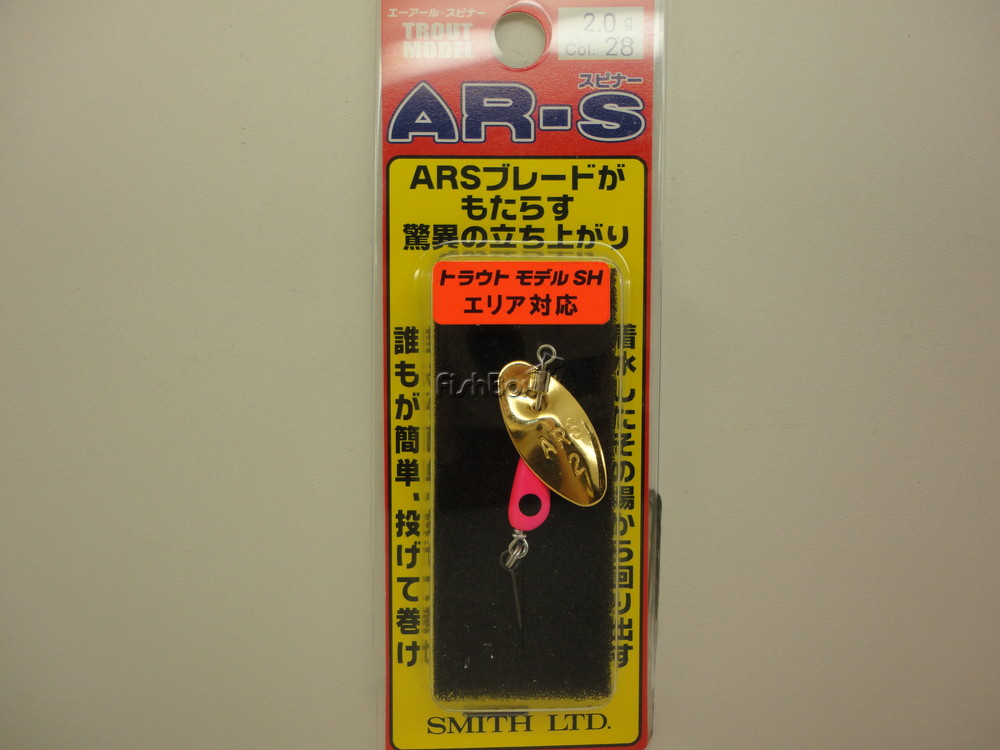 エーアール・スピナー
TROUT
MODEL
2.0 g
Col. 28
スピナー
AR-S
ARSブレードが
もたらす
驚異の立ち上がり
トラウト モデル SH
エリア対応
着水したその場から回り出す
誰もが簡単、投げて巻け
ARS
2
SMITH LTD.